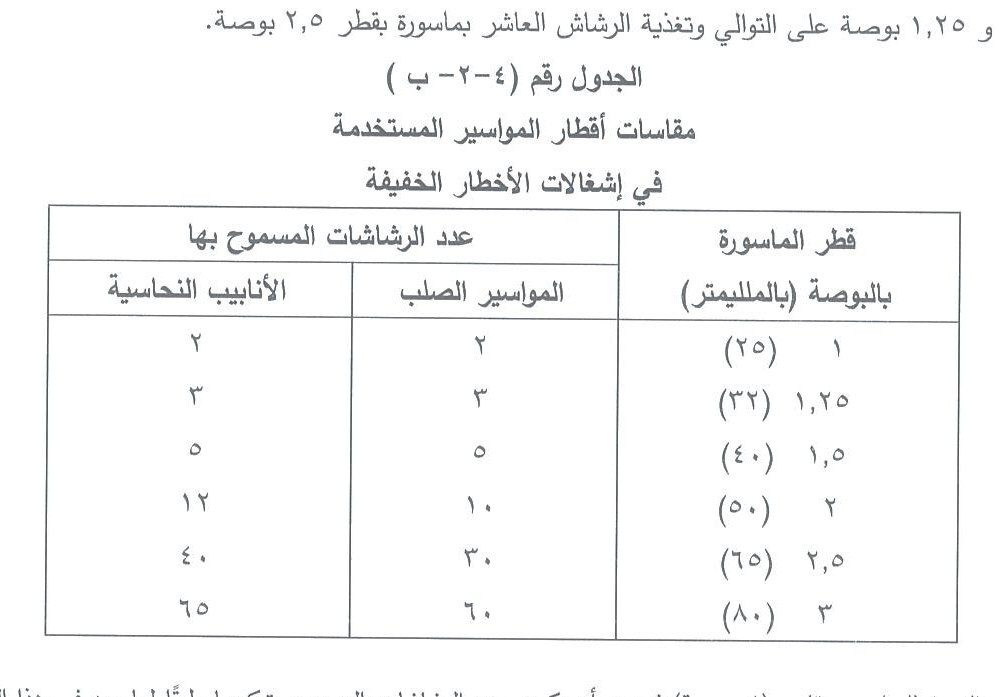 و ١,٢٥ بوصة على التوالي وتغذية الرشاش العاشر بماسورة بقطر ٢,٥ بوصة.
الجدول رقم (٤-٢- ب )
مقاسات أقطار المواسير المستخدمة
في إشغالات الأخطار الخفيفة
قطر الماسورة عدد الرشاشات المسموح بها
بالبوصة (بالملليمتر) المواسير الصلب الأنابيب النحاسية
١ (٢٥) ٢ ٢
١,٢٥ (٣٢) ٣ ٣
١,٥ (٤٠) ٥ ٥
٢ (٥٠) ١٠ ١٢
٢,٥ (٦٥) ٣٠ ٤٠
٣ (٨٠) ٦٠ ٦٥